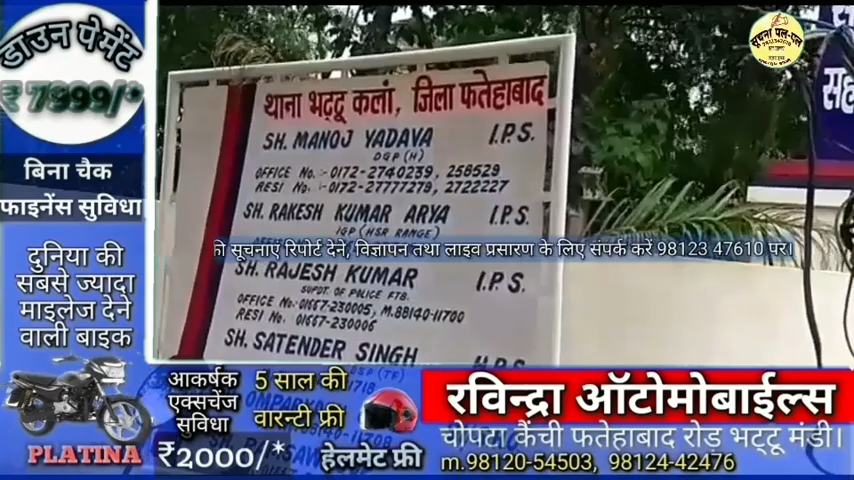 डाउन पेमेंट
₹ 7999/*
बिना चैक
फाइनेंस सुविधा
दुनिया की
सबसे ज्यादा
माइलेज देने
वाली बाइक
PLATINA
सूचना पल-पल
थाना भट्टू कलां, जिला फतेहाबाद
SH. MANOJ YADAVA I.P.S.
DGP (H)
OFFICE No.:- 0172-2740239, 258529
RESI No. :- 0172-27777279, 2722227
SH. RAKESH KUMAR ARYA I.P.S.
IGP (HSR RANGE)
की सूचनाएं रिपोर्ट देने, विज्ञापन तथा लाइव प्रसारण के लिए संपर्क करें 98123 47610 पर।
SH. RAJESH KUMAR I.P.S.
SUPDT. OF POLICE FTB.
OFFICE No.:01667-230005, M.88140-11700
RESI No.: 01667-230006
SH. SATENDER SINGH H.P.S.
आकर्षक
एक्सचेंज
सुविधा
₹2000/*
5 साल की
वारन्टी फ्री
हेलमेट फ्री
रविन्द्रा ऑटोमोबाईल्स
चोपटा कैंची फतेहाबाद रोड़ भट्टू मंडी।
m.98120-54503, 98124-42476